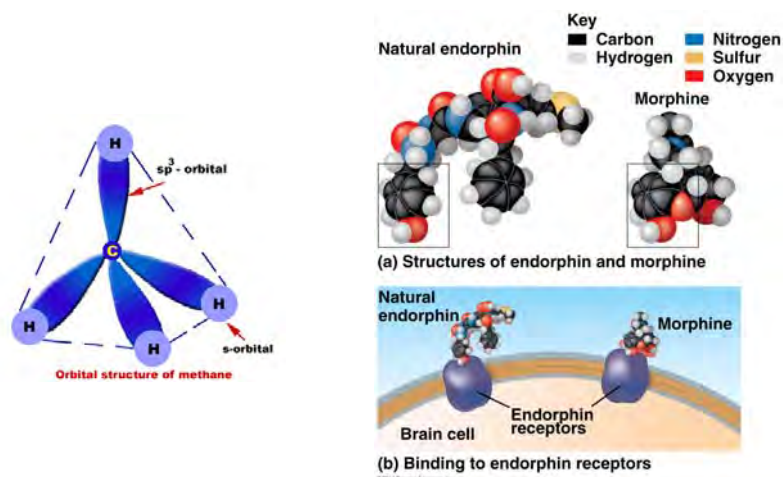 H
sp3 - orbital
C
H
H
H
s-orbital
Orbital structure of methane
Key
Carbon
Nitrogen
Hydrogen
Sulfur
Oxygen
Natural endorphin
Morphine
(a) Structures of endorphin and morphine
Natural
endorphin
Morphine
Endorphin
receptors
Brain cell
(b) Binding to endorphin receptors